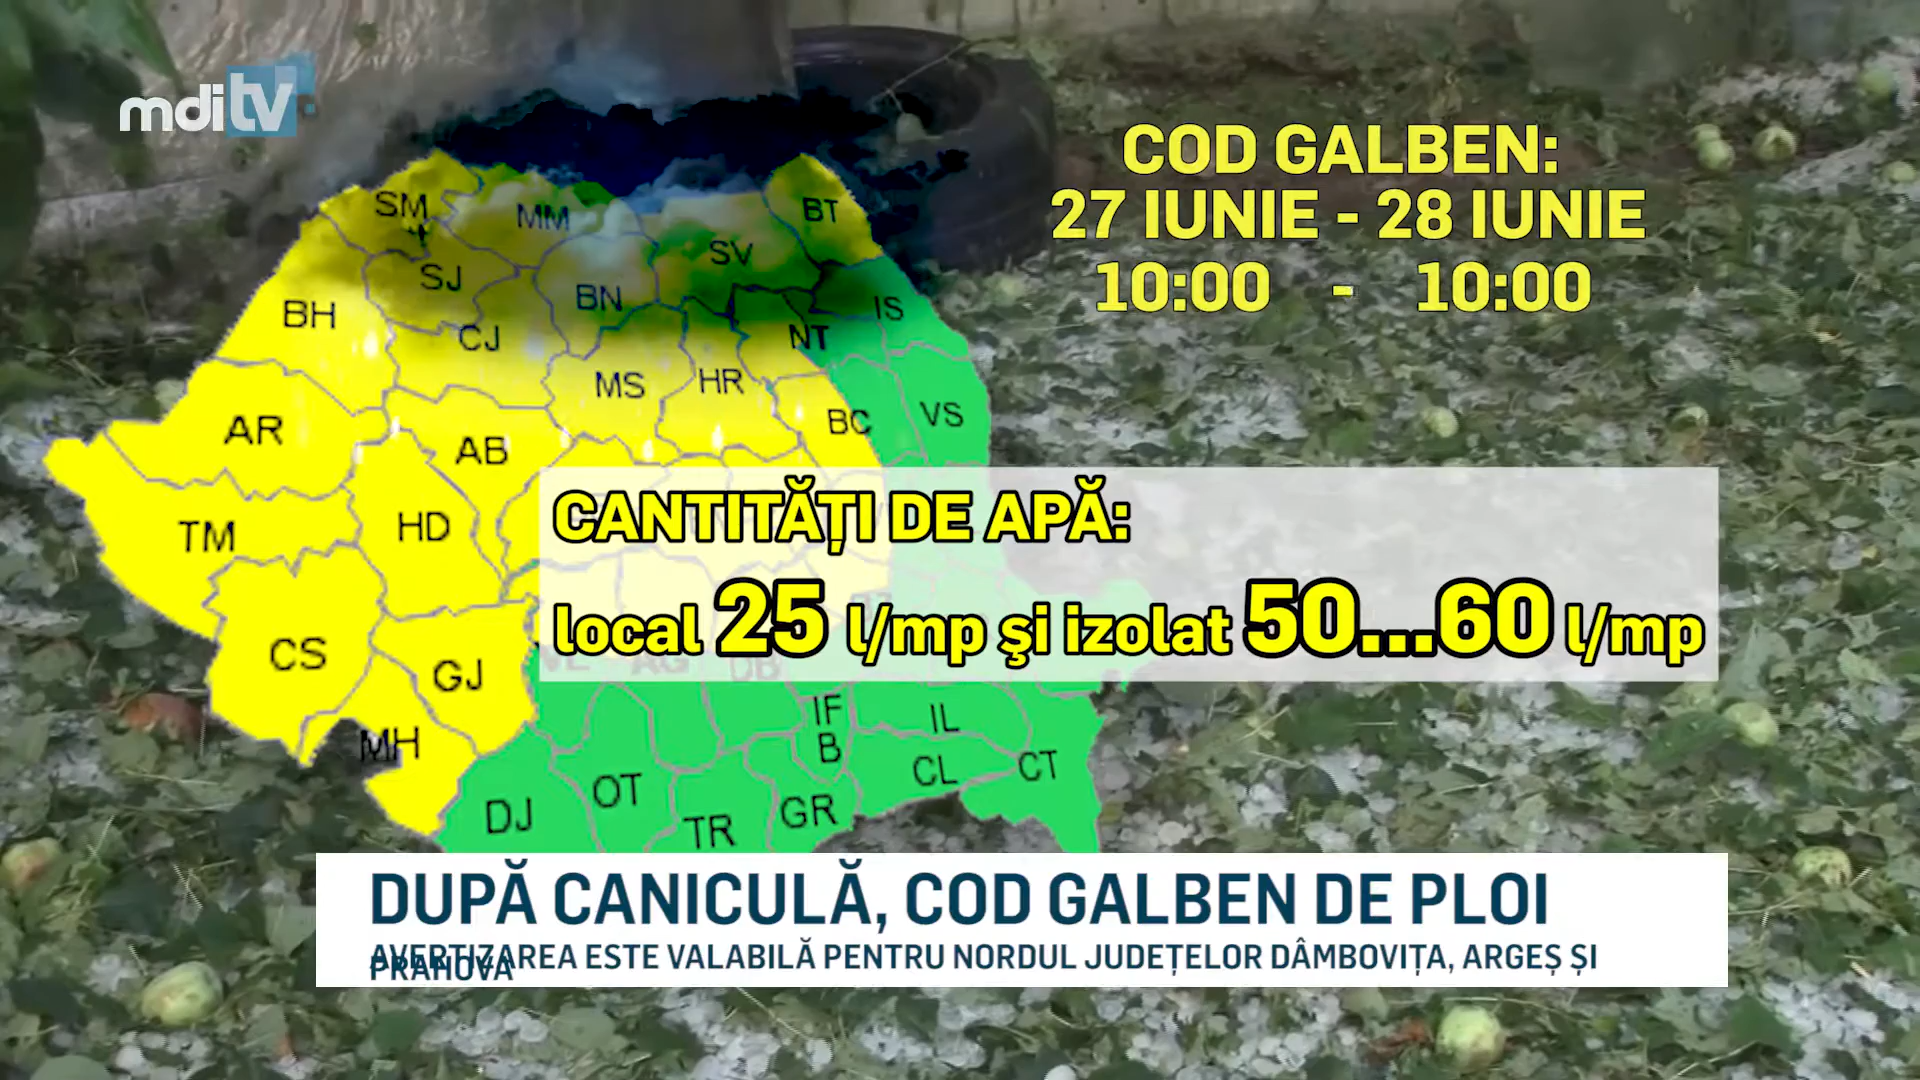 mditv
COD GALBEN:
27 IUNIE - 28 IUNIE
10:00 - 10:00
SM
MM
BT
SV
SJ
BN
IS
BH
CJ
NT
MS
HR
AR
AB
BC
VS
TM
HD
CANTITĂȚI DE APĂ:
local 25 l/mp şi izolat 50...60 l/mp
CS
GJ
AG
DB
MH
IF
B
IL
CL
CT
DJ
OT
TR
GR
DUPĂ CANICULĂ, COD GALBEN DE PLOI
AVERTIZAREA ESTE VALABILĂ PENTRU NORDUL JUDEȚELOR DÂMBOVIȚA, ARGEȘ ȘI
PRAHOVA